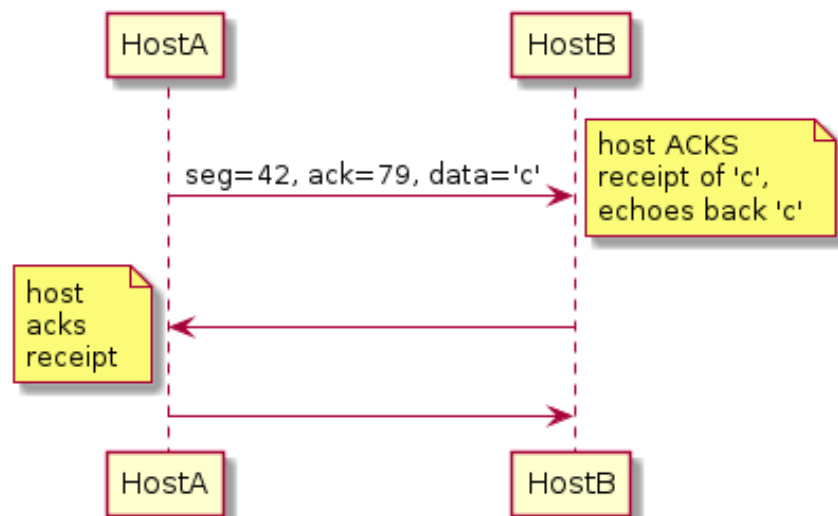 HostA
HostB
seg=42, ack=79, data='c'
host ACKS
receipt of 'c',
echoes back 'c'
host
acks
receipt
HostA
HostB